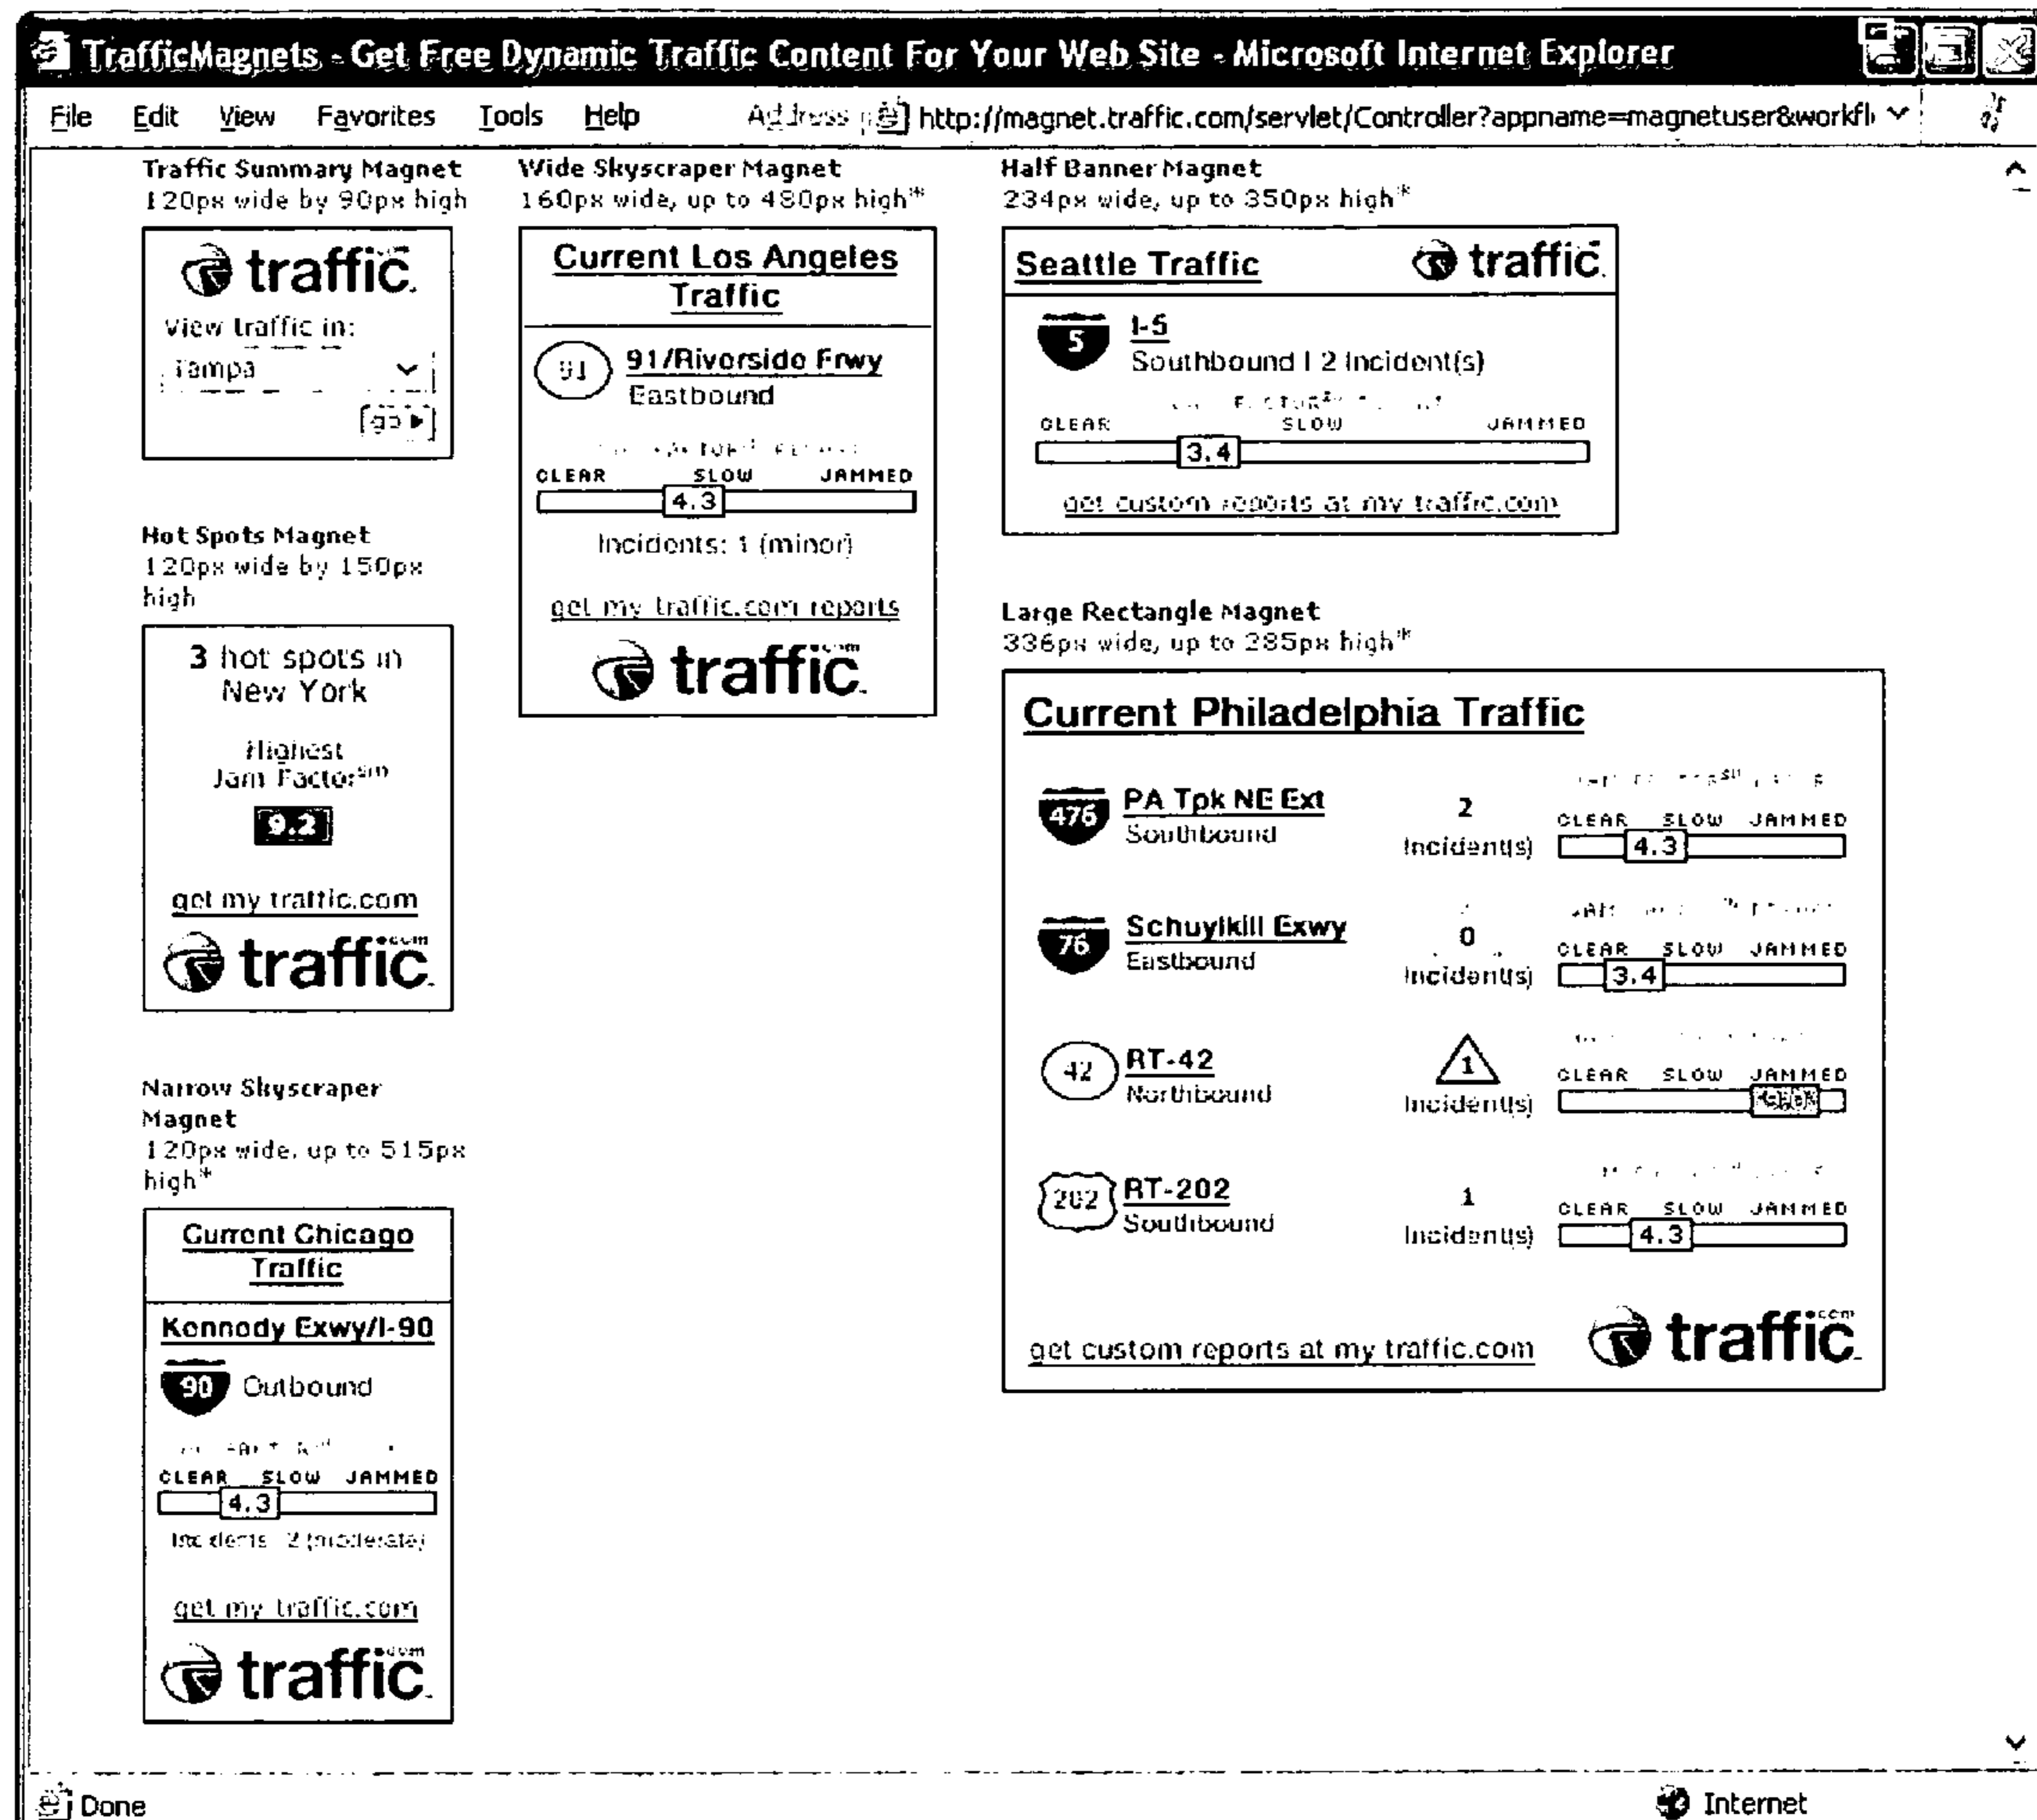 TrafficMagnets - Get Free Dynamic Traffic Content For Your Web Site - Microsoft Internet Explorer
File Edit View Favorites Tools Help Address http://magnet.traffic.com/servlet/Controller?appname=magnetuser&workfl
Traffic Summary Magnet
120px wide by 90px high
traffic
View traffic in:
Tampa
go
Hot Spots Magnet
120px wide by 150px
high
3 hot spots in
New York
Highest
Jam Factor sm
9.2
get my traffic.com
traffic.com
Narrow Skyscraper
Magnet
120px wide, up to 515px
high*
Current Chicago
Traffic
Kennedy Exwy/I-90
90 Outbound
CLEAR SLOW JAMMED
4.3
Incidents: 2 (moderate)
get my traffic.com
traffic.com
Wide Skyscraper Magnet
160px wide, up to 480px high*
Current Los Angeles
Traffic
91 91/Riverside Frwy
Eastbound
CLEAR SLOW JAMMED
4.3
Incidents: 1 (minor)
get my traffic.com reports
traffic.com
Half Banner Magnet
234px wide, up to 350px high*
Seattle Traffic traffic
5 I-5
Southbound | 2 Incident(s)
CLEAR SLOW JAMMED
3.4
get custom reports at my traffic.com
Large Rectangle Magnet
336px wide, up to 285px high*
Current Philadelphia Traffic
476 PA Tpk NE Ext
Southbound
2
Incident(s)
CLEAR SLOW JAMMED
4.3
76 Schuylkill Exwy
Eastbound
0
Incident(s)
CLEAR SLOW JAMMED
3.4
42 RT-42
Northbound
1
Incident(s)
CLEAR SLOW JAMMED
202 RT-202
Southbound
1
Incident(s)
CLEAR SLOW JAMMED
4.3
get custom reports at my traffic.com
traffic.com
Done Internet